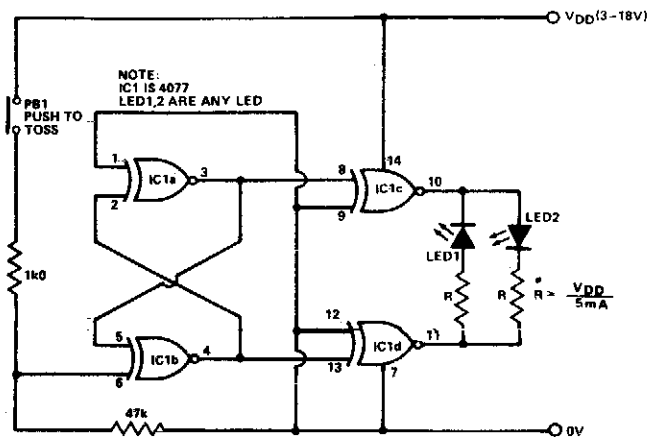 V_DD (3-18V)
NOTE:
IC1 IS 4077
LED1,2 ARE ANY LED
PB1
PUSH TO
TOSS
1
2
IC1a
3
8
9
IC1c
14
10
LED1
LED2
1k0
R
R
R = V_DD
5mA
5
6
IC1b
4
12
13
IC1d
11
7
47k
0V